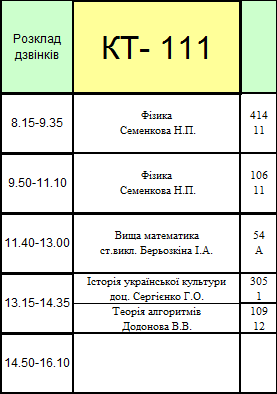 Розклад
дзвінків
КТ- 111
8.15-9.35
Фізика
Семенкова Н.П.
414
11
9.50-11.10
Фізика
Семенкова Н.П.
106
11
11.40-13.00
Вища математика
ст.викл. Берьозкіна І.А.
54
А
13.15-14.35
Історія української культури
доц. Сергієнко Г.О.
305
1
Теорія алгоритмів
Додонова В.В.
109
12
14.50-16.10